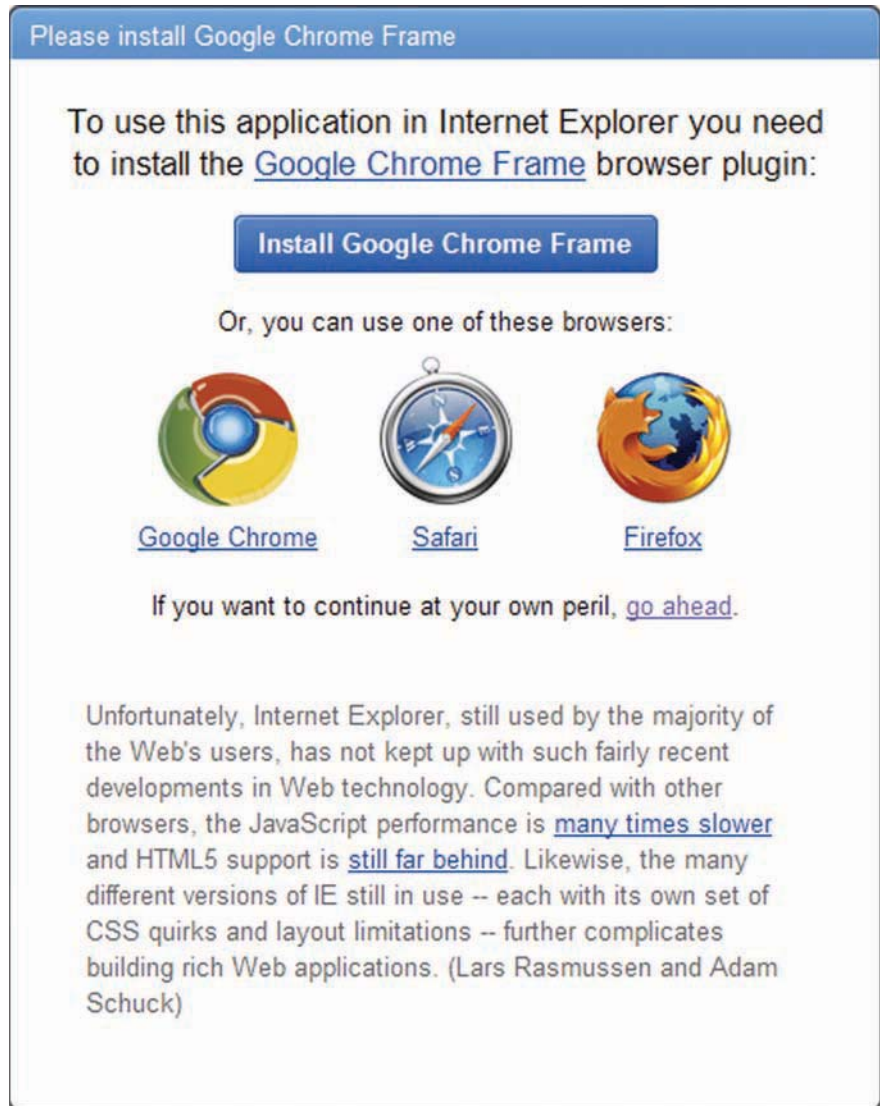 Please install Google Chrome Frame
To use this application in Internet Explorer you need
to install the Google Chrome Frame browser plugin:
Install Google Chrome Frame
Or, you can use one of these browsers:
N
E
S
W
Google Chrome
Safari
Firefox
If you want to continue at your own peril, go ahead.
Unfortunately, Internet Explorer, still used by the majority of
the Web's users, has not kept up with such fairly recent
developments in Web technology. Compared with other
browsers, the JavaScript performance is many times slower
and HTML5 support is still far behind. Likewise, the many
different versions of IE still in use -- each with its own set of
CSS quirks and layout limitations -- further complicates
building rich Web applications. (Lars Rasmussen and Adam
Schuck)